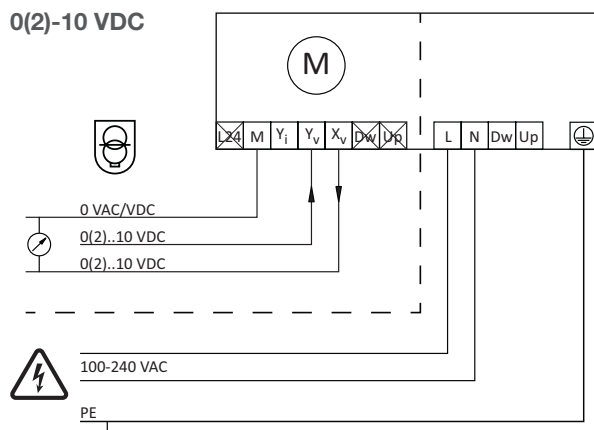 0(2)-10 VDC
M
L24 M Yi Yv Xv Dw Up L N Dw Up
0 VAC/VDC
0(2)..10 VDC
0(2)..10 VDC
100-240 VAC
PE